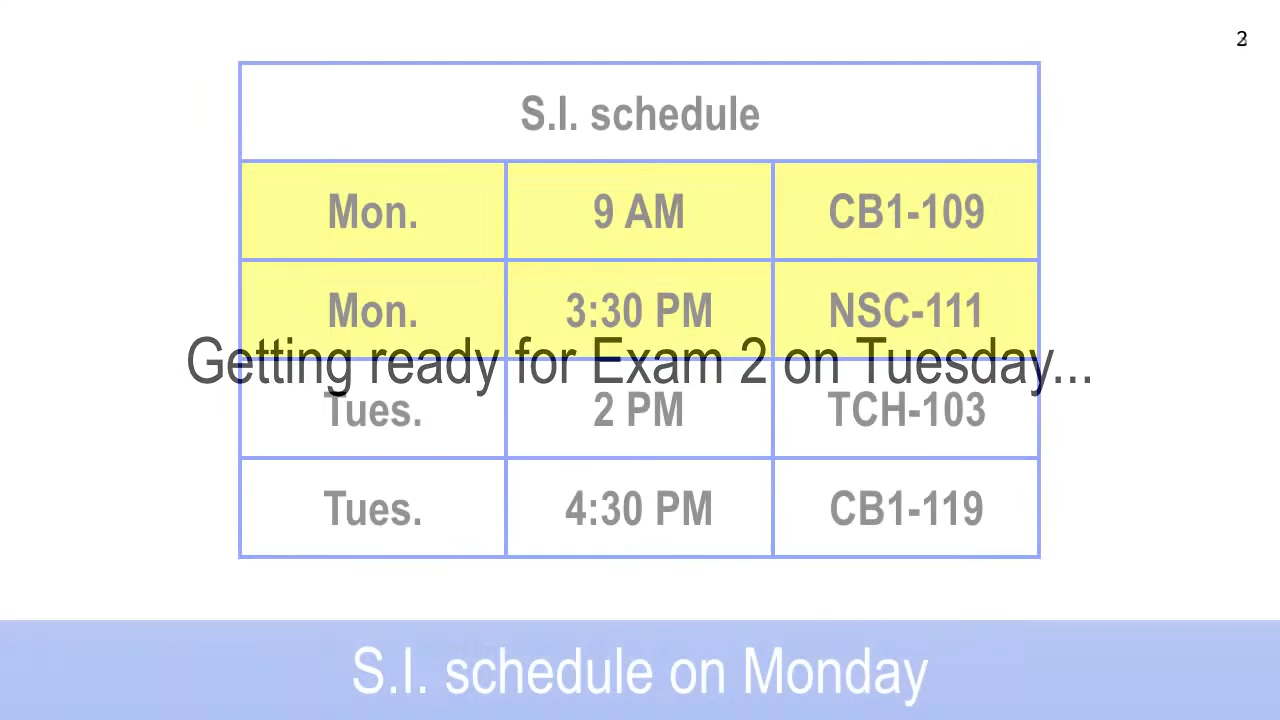 2
S.I. schedule
Mon. 9 AM CB1-109
Mon. 3:30 PM NSC-111
Getting ready for Exam 2 on Tuesday...
Tues. 2 PM TCH-103
Tues. 4:30 PM CB1-119
S.I. schedule on Monday